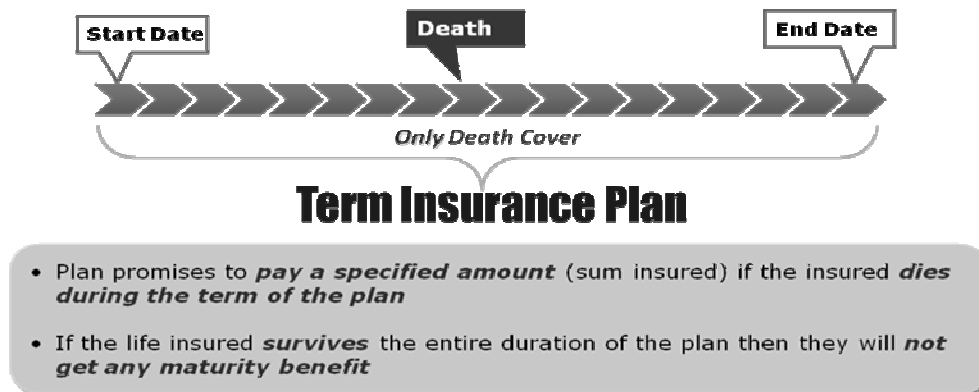 Start Date
Death
End Date
Only Death Cover
Term Insurance Plan
• Plan promises to pay a specified amount (sum insured) if the insured dies
during the term of the plan
• If the life insured survives the entire duration of the plan then they will not
get any maturity benefit